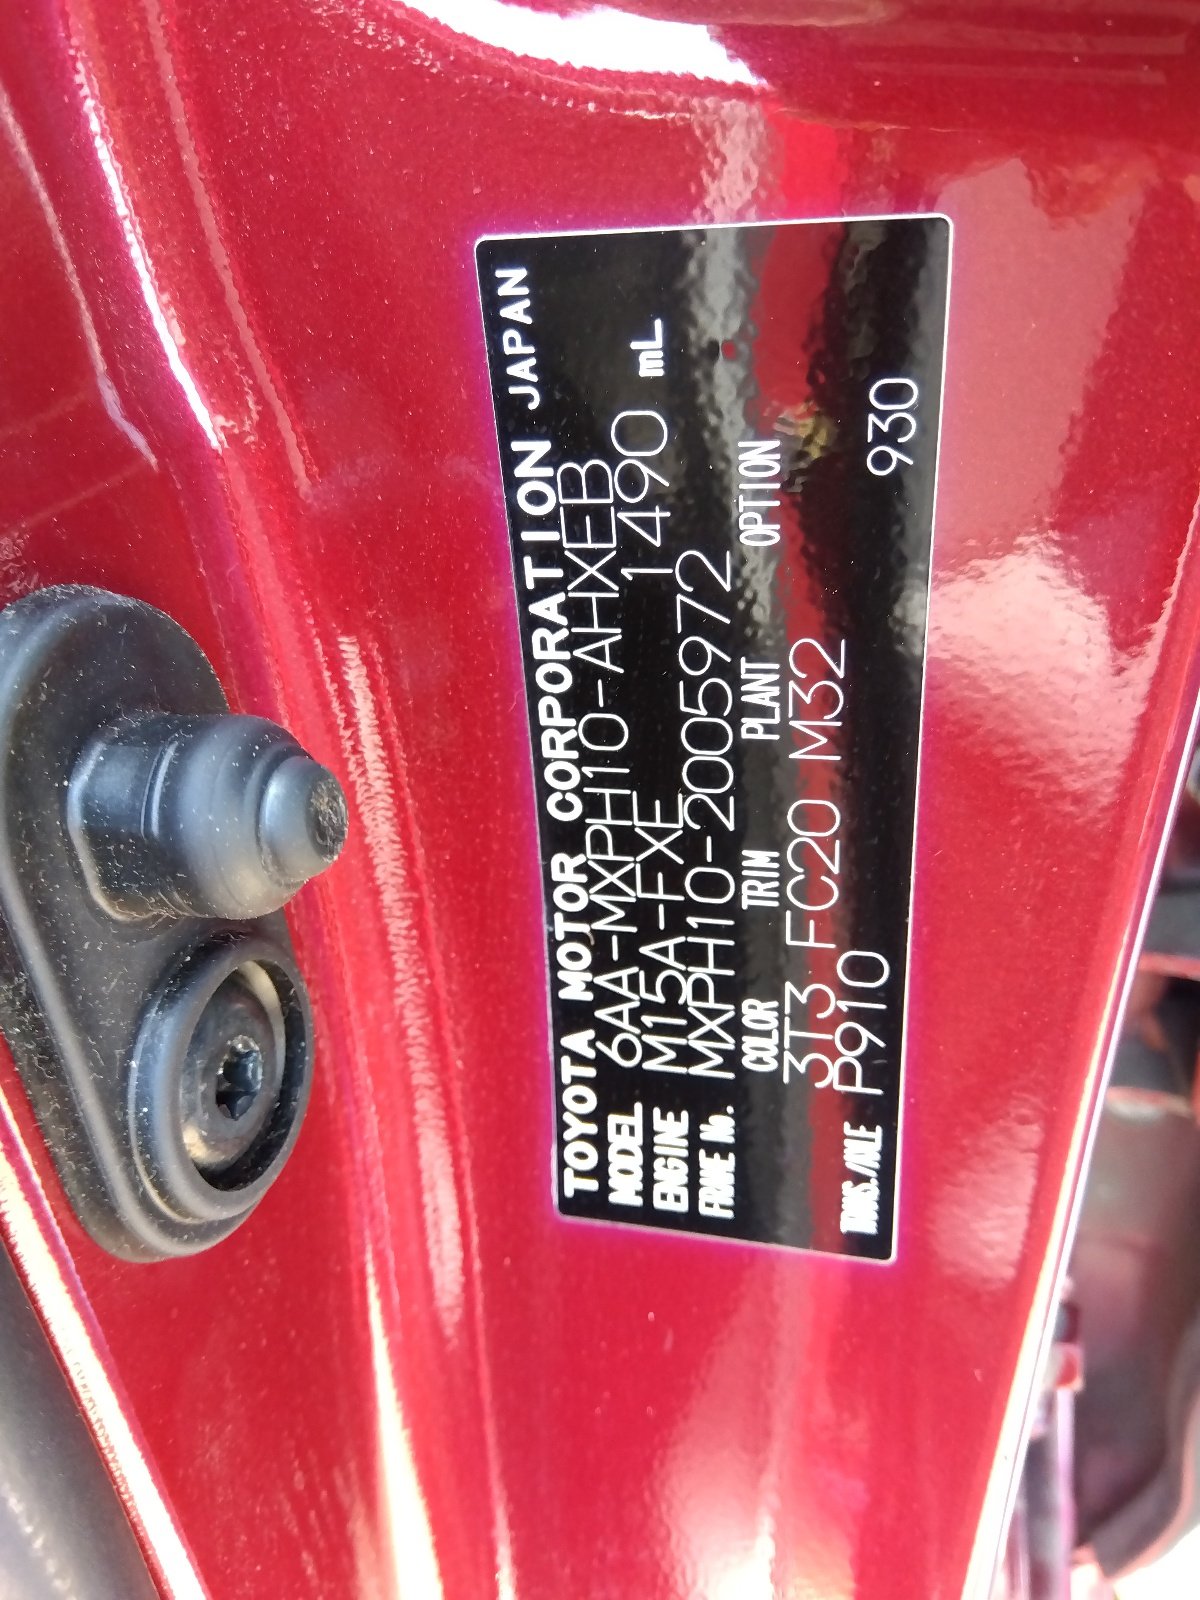 TOYOTA MOTOR CORPORATION JAPAN
MODEL 6AA-MXPH10-AHXEB
ENGINE M15A-FXE 1490 mL
FRAME No. MXPH10-2005972
COLOR TRIM PLANT OPTION
3T3 FC20 M32
TRANS./AXLE P910 930